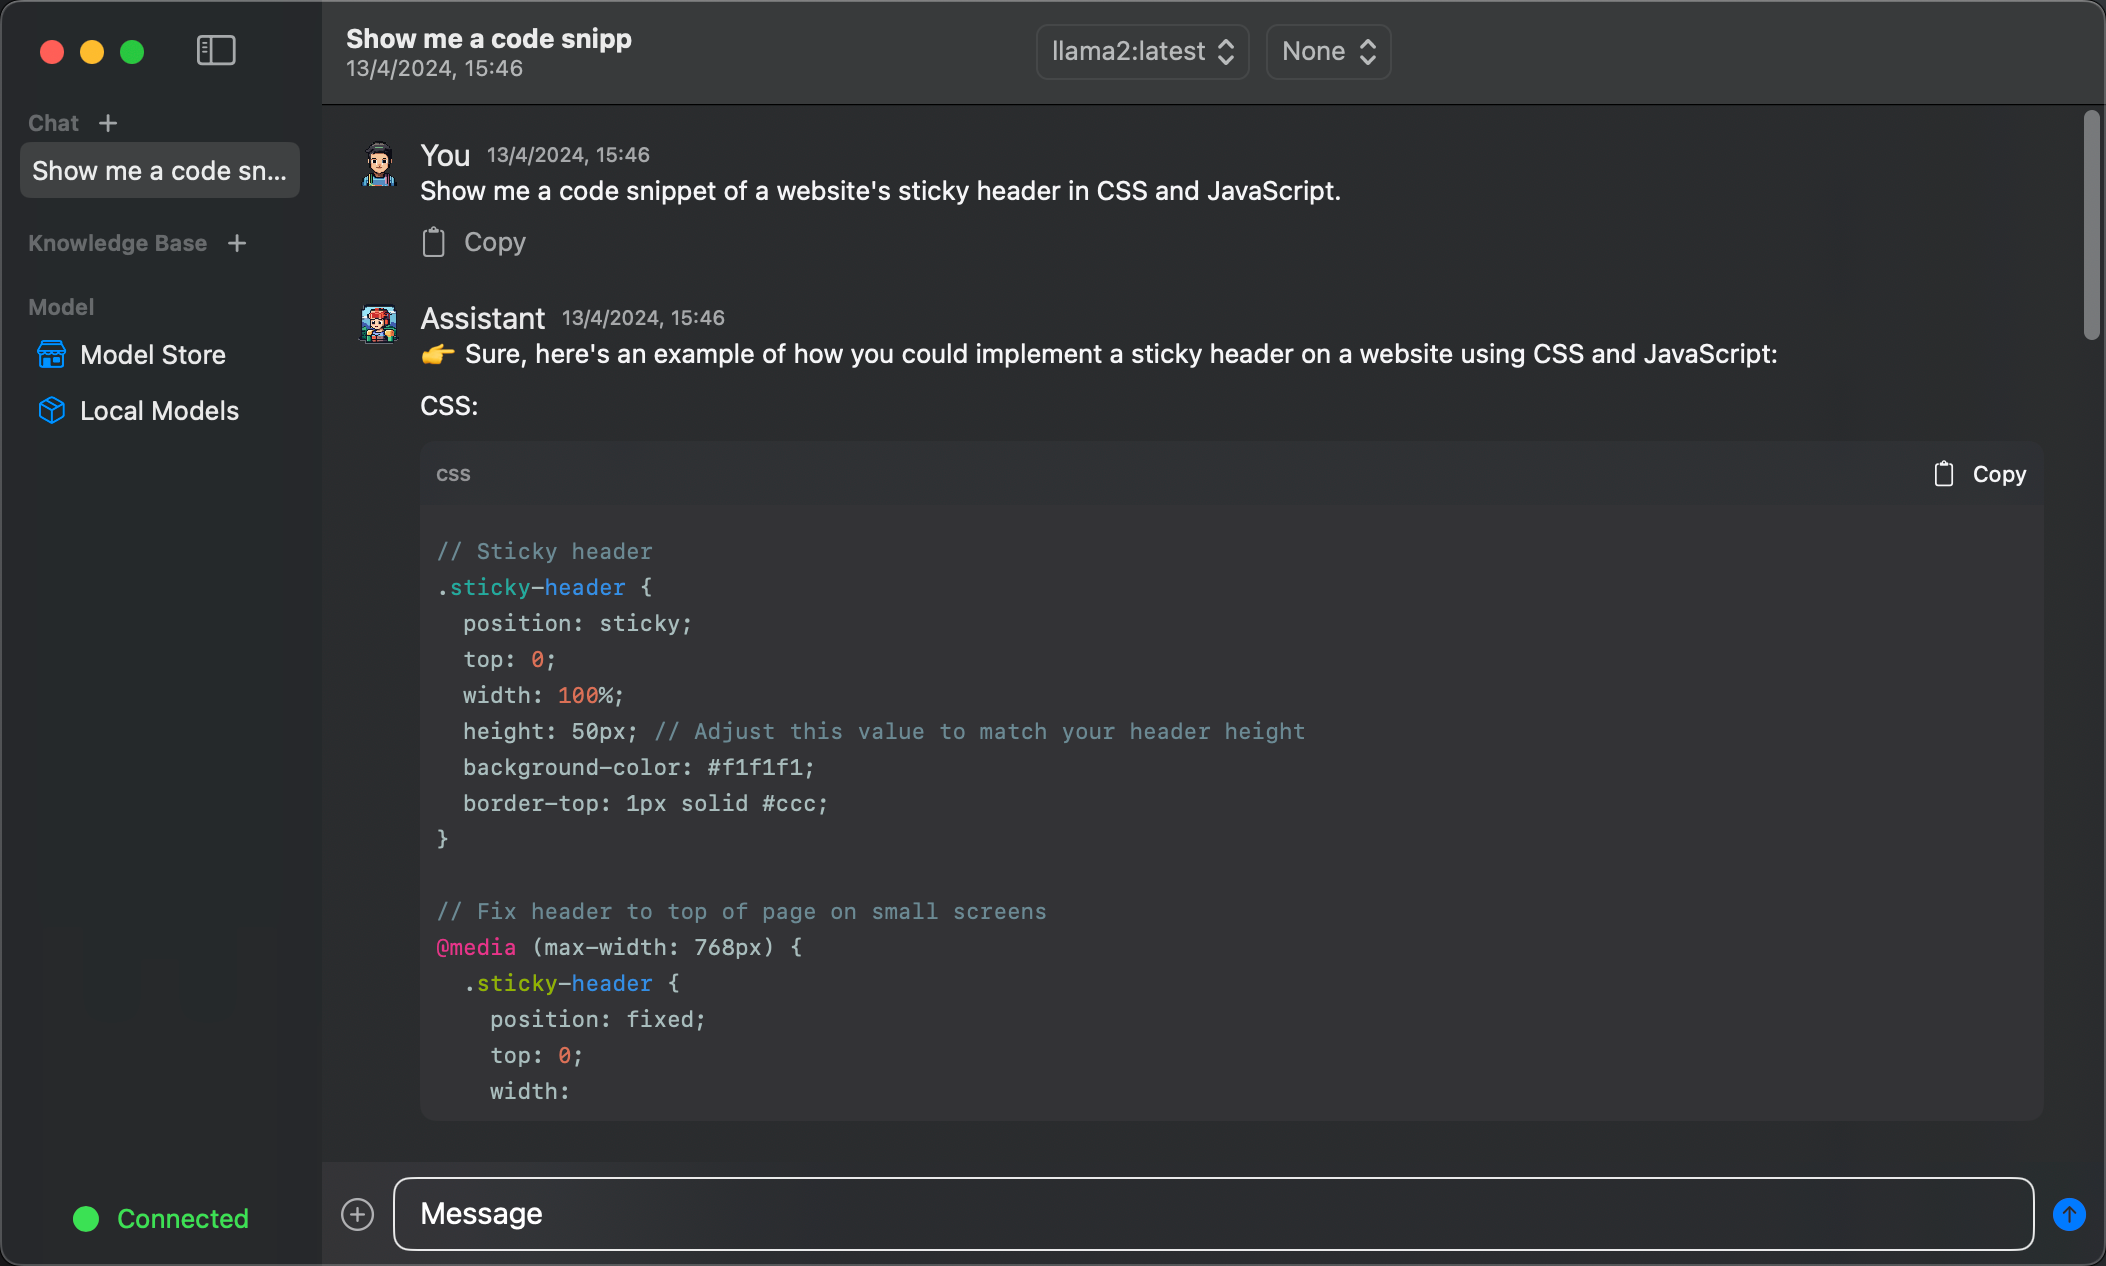 Show me a code snipp
13/4/2024, 15:46
llama2:latest
None
Chat +
Show me a code sn...
Knowledge Base +
Model
Model Store
Local Models
Connected
You 13/4/2024, 15:46
Show me a code snippet of a website's sticky header in CSS and JavaScript.
Copy
Assistant 13/4/2024, 15:46
👉 Sure, here's an example of how you could implement a sticky header on a website using CSS and JavaScript:
CSS:
css
Copy
// Sticky header
.sticky-header {
  position: sticky;
  top: 0;
  width: 100%;
  height: 50px; // Adjust this value to match your header height
  background-color: #f1f1f1;
  border-top: 1px solid #ccc;
}
// Fix header to top of page on small screens
@media (max-width: 768px) {
  .sticky-header {
    position: fixed;
    top: 0;
    width:
Message